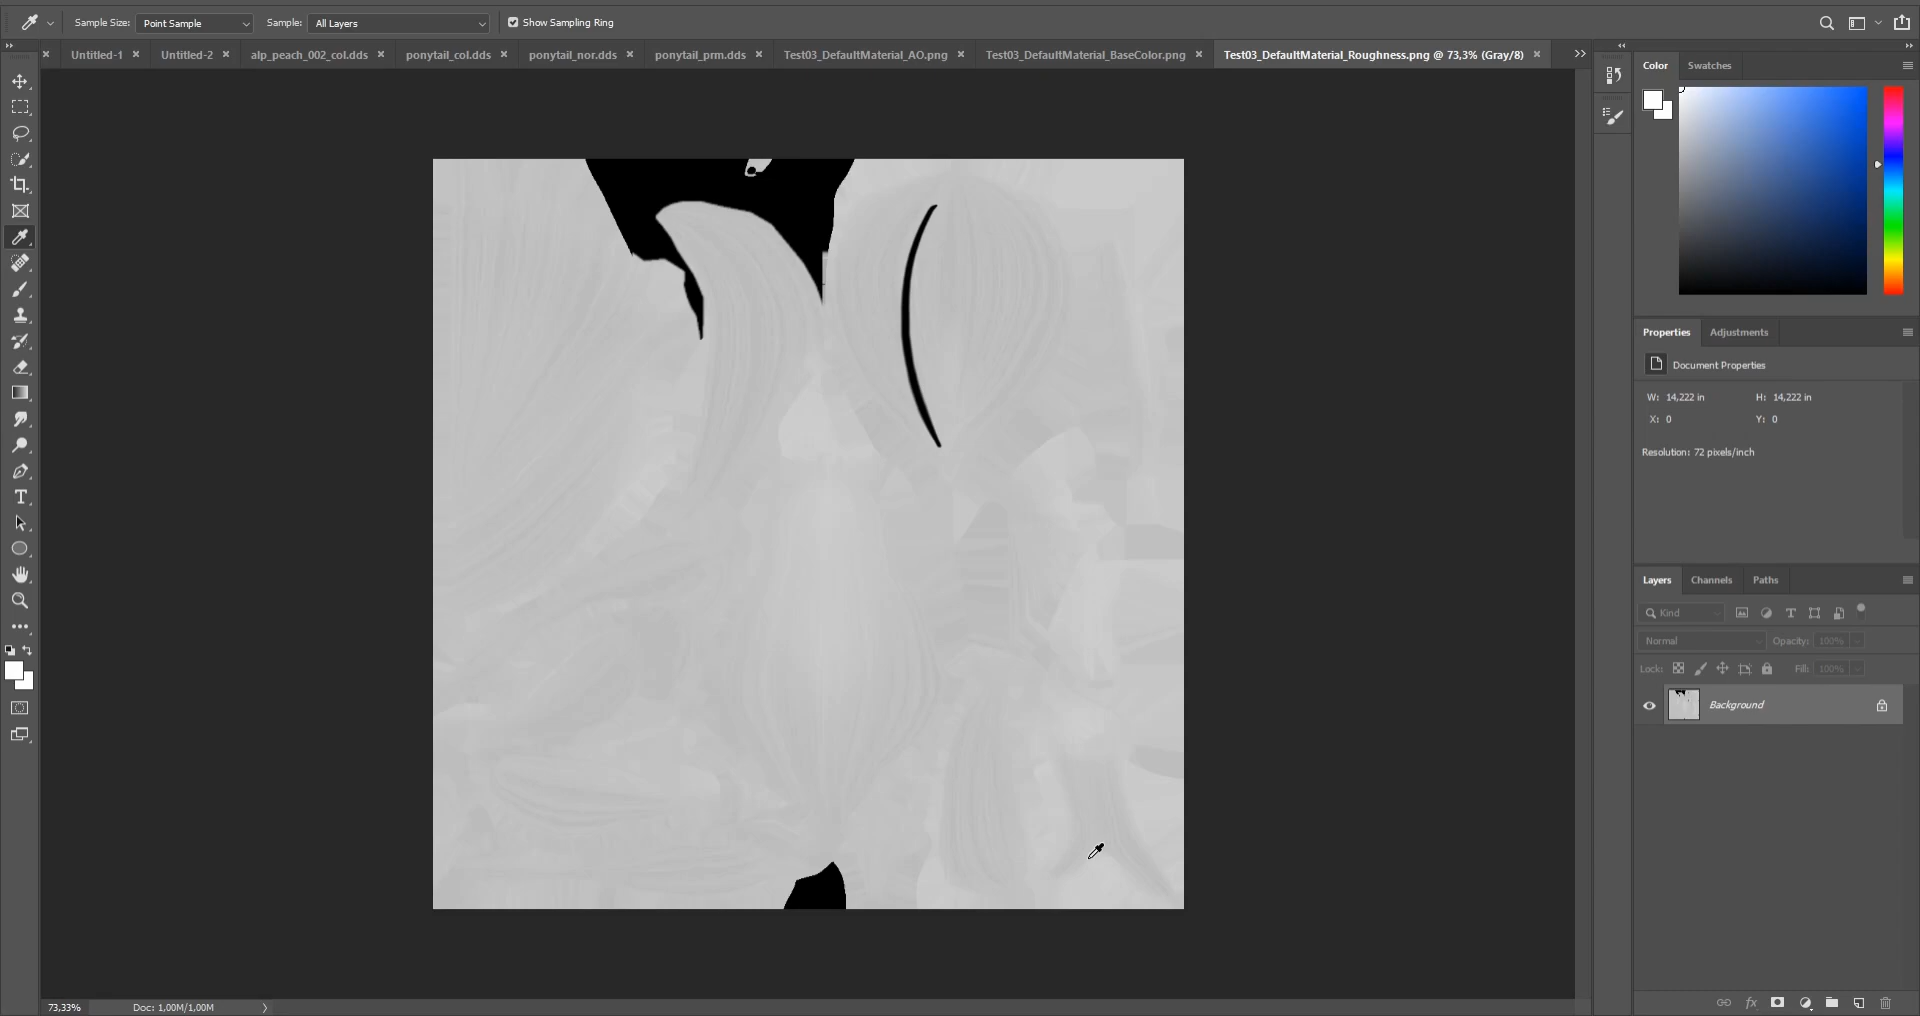 Sample Size: Point Sample Sample: All Layers Show Sampling Ring
Untitled-1 Untitled-2 alp_peach_002_col.dds ponytail_col.dds ponytail_nor.dds ponytail_prm.dds Test03_DefaultMaterial_AO.png Test03_DefaultMaterial_BaseColor.png Test03_DefaultMaterial_Roughness.png @ 73,3% (Gray/8)
Color Swatches
Properties Adjustments
Document Properties
W: 14,222 in H: 14,222 in
X: 0 Y: 0
Resolution: 72 pixels/inch
Layers Channels Paths
Kind
Normal Opacity: 100%
Lock: Fill: 100%
Background
73,33% Doc: 1,00M/1,00M